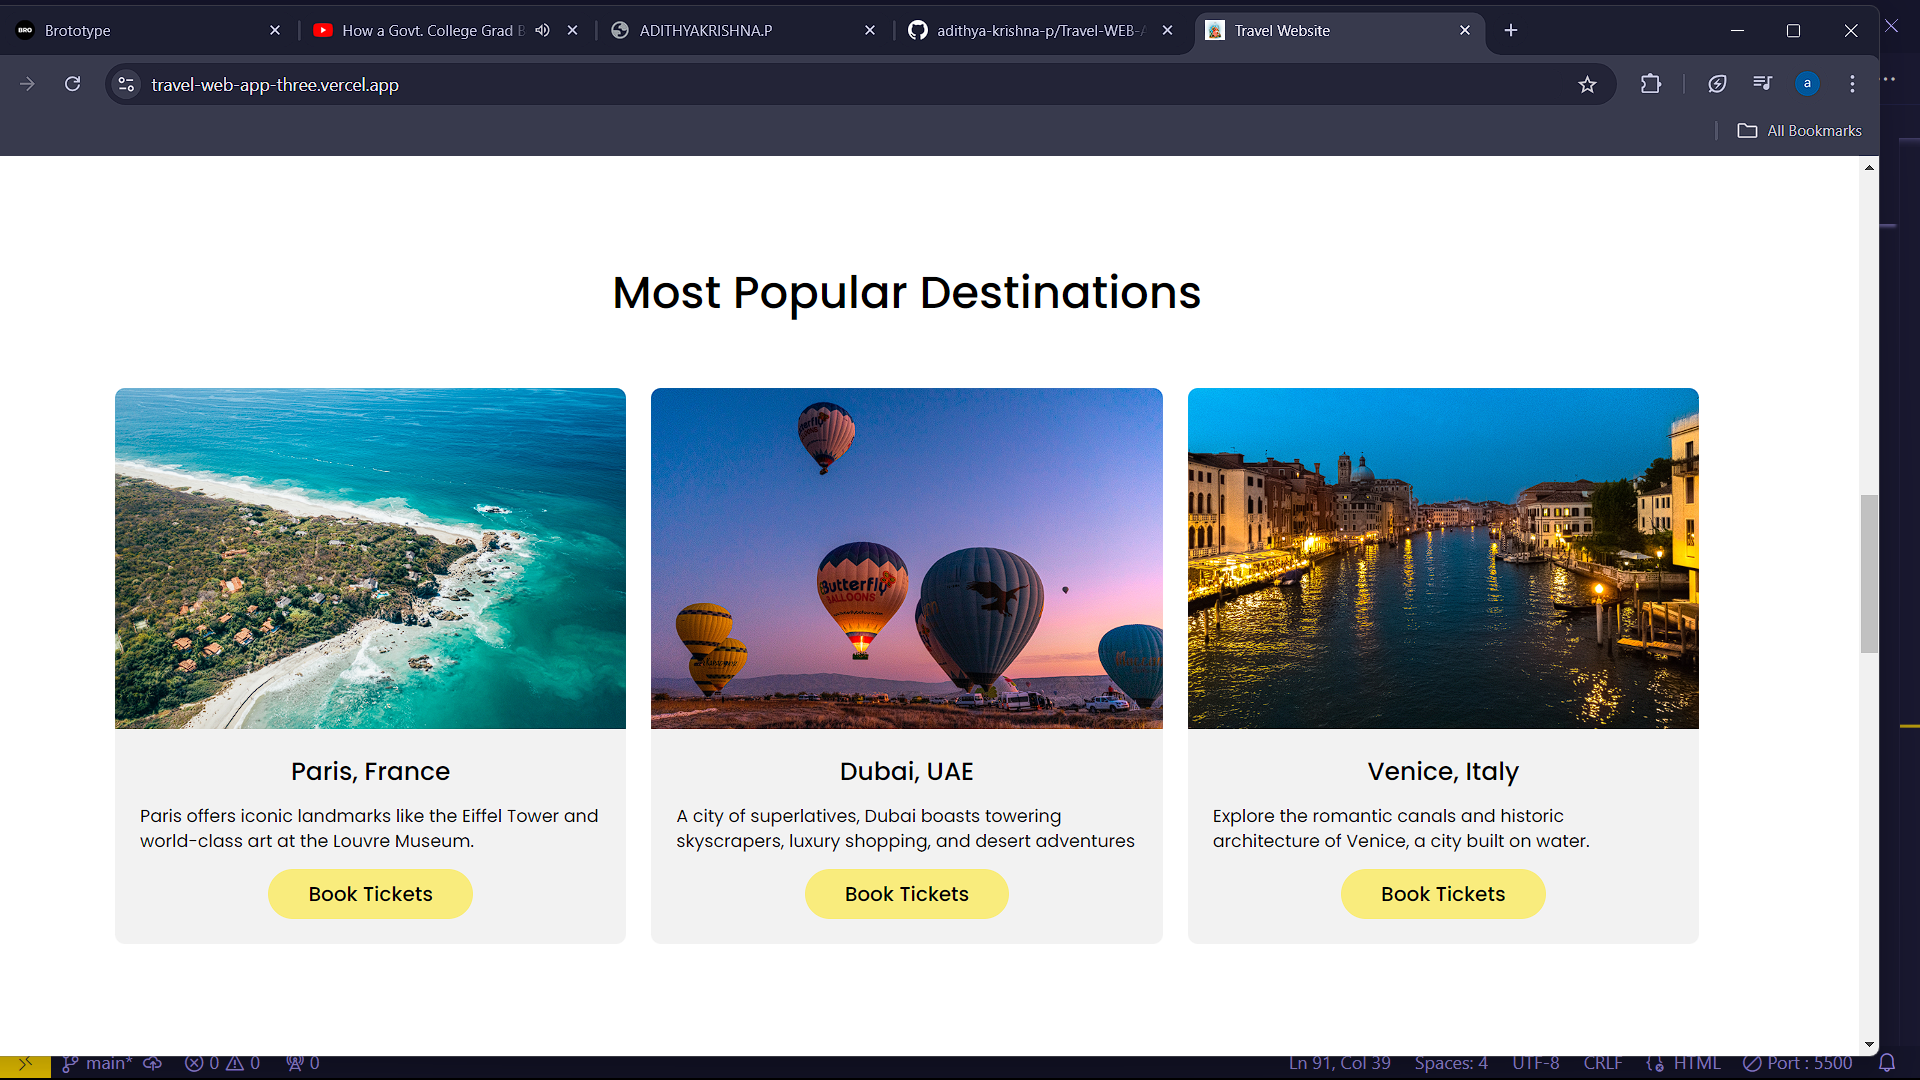 BRO Brototype
How a Govt. College Grad B
ADITHYAKRISHNA.P
adithya-krishna-p/Travel-WEB-A
Travel Website
travel-web-app-three.vercel.app
a
All Bookmarks
Most Popular Destinations
Butterfly
Butterfly
BALLOONS
Paris, France
Paris offers iconic landmarks like the Eiffel Tower and
world-class art at the Louvre Museum.
Book Tickets
Dubai, UAE
A city of superlatives, Dubai boasts towering
skyscrapers, luxury shopping, and desert adventures
Book Tickets
Venice, Italy
Explore the romantic canals and historic
architecture of Venice, a city built on water.
Book Tickets
main* 0 0 0 Ln 91, Col 39 Spaces: 4 UTF-8 CRLF HTML Port : 5500